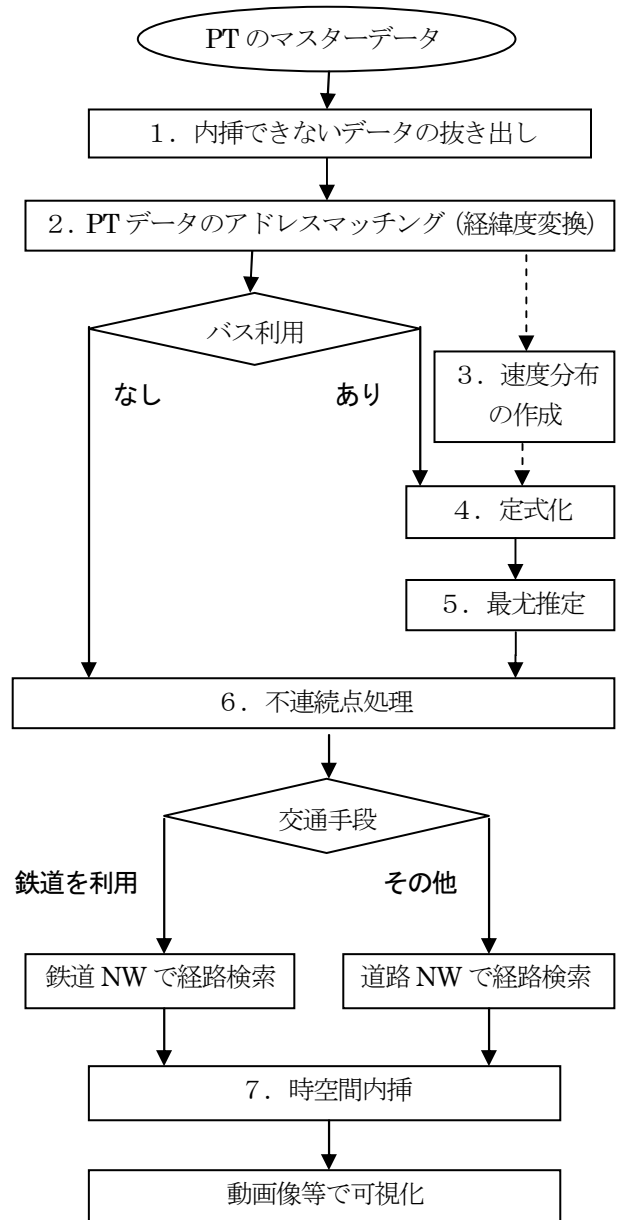 PT のマスターデータ
1．内挿できないデータの抜き出し
2．PT データのアドレスマッチング（経緯度変換）
バス利用
なし
あり
3．速度分布
の作成
4．定式化
5．最尤推定
6．不連続点処理
交通手段
鉄道を利用
その他
鉄道 NW で経路検索
道路 NW で経路検索
7．時空間内挿
動画像等で可視化